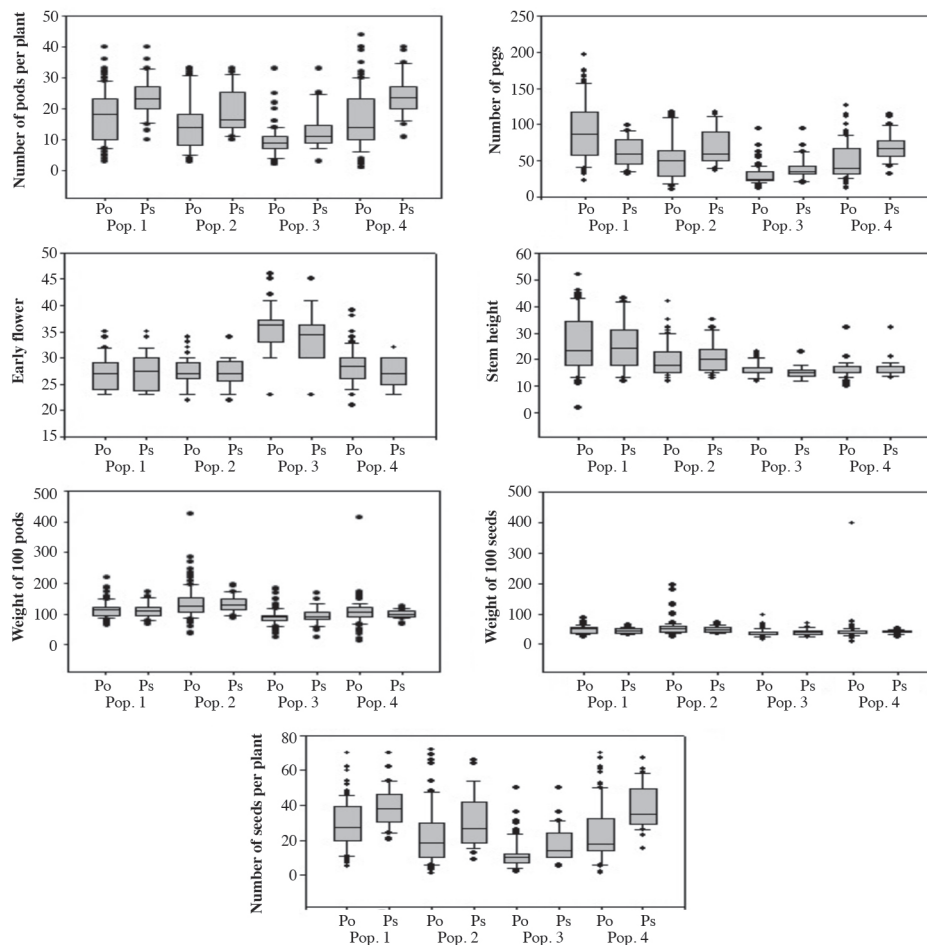 Number of pods per plant
50
40
30
20
10
0
Po Ps Po Ps Po Ps Po Ps
Pop. 1 Pop. 2 Pop. 3 Pop. 4
Number of pegs
250
200
150
100
50
0
Po Ps Po Ps Po Ps Po Ps
Pop. 1 Pop. 2 Pop. 3 Pop. 4
Early flower
50
45
40
35
30
25
20
15
Po Ps Po Ps Po Ps Po Ps
Pop. 1 Pop. 2 Pop. 3 Pop. 4
Stem height
60
50
40
30
20
10
0
Po Ps Po Ps Po Ps Po Ps
Pop. 1 Pop. 2 Pop. 3 Pop. 4
Weight of 100 pods
500
400
300
200
100
0
Po Ps Po Ps Po Ps Po Ps
Pop. 1 Pop. 2 Pop. 3 Pop. 4
Weight of 100 seeds
500
400
300
200
100
0
Po Ps Po Ps Po Ps Po Ps
Pop. 1 Pop. 2 Pop. 3 Pop. 4
Number of seeds per plant
80
60
40
20
0
Po Ps Po Ps Po Ps Po Ps
Pop. 1 Pop. 2 Pop. 3 Pop. 4